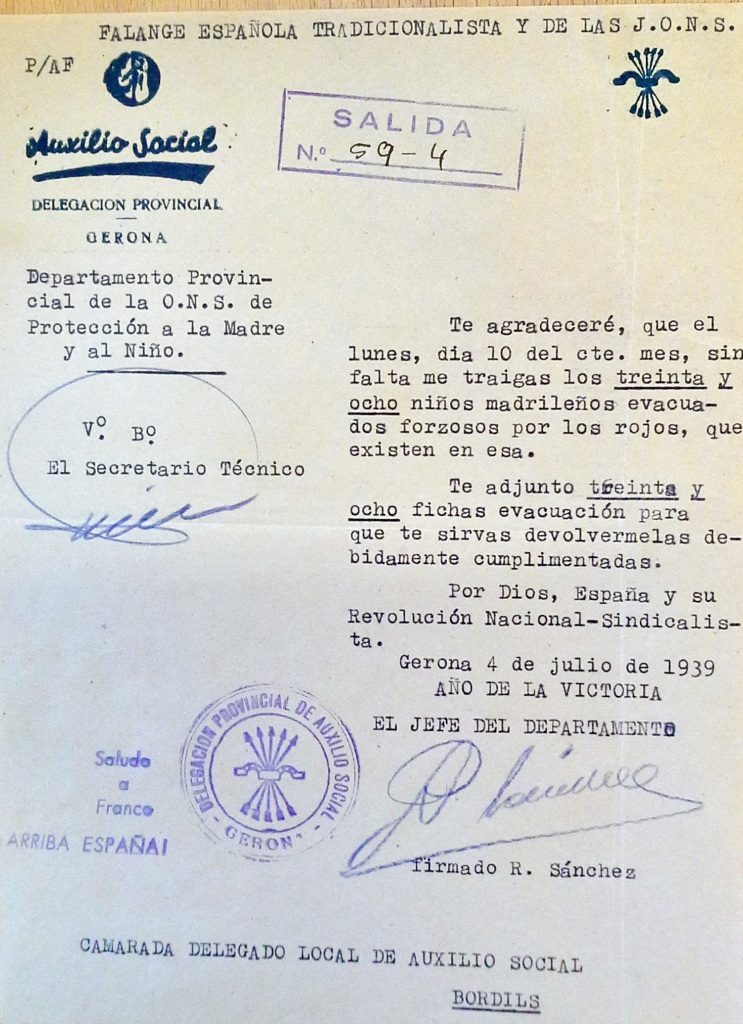 FALANGE ESPAÑOLA TRADICIONALISTA Y DE LAS J.O.N.S.
P/AF
Auxilio Social
DELEGACION PROVINCIAL
GERONA
SALIDA
N.º 59-4
Departamento Provin-
cial de la O.N.S. de
Protección a la Madre
y al Niño.
Vº Bº
El Secretario Técnico
Te agradeceré, que el
lunes, dia 10 del cte. mes, sin
falta me traigas los treinta y
ocho niños madrileños evacua-
dos forzosos por los rojos, que
existen en esa.
Te adjunto treinta y
ocho fichas evacuación para
que te sirvas devolvermelas de-
bidamente cumplimentadas.
Por Dios, España y su
Revolución Nacional-Sindicalis-
ta.
Gerona 4 de julio de 1939
AÑO DE LA VICTORIA
EL JEFE DEL DEPARTAMENTO
DELEGACION PROVINCIAL DE AUXILIO SOCIAL
- GERONA -
Saludo
a
Franco
ARRIBA ESPAÑA!
firmado R. Sánchez
CAMARADA DELEGADO LOCAL DE AUXILIO SOCIAL
BORDILS